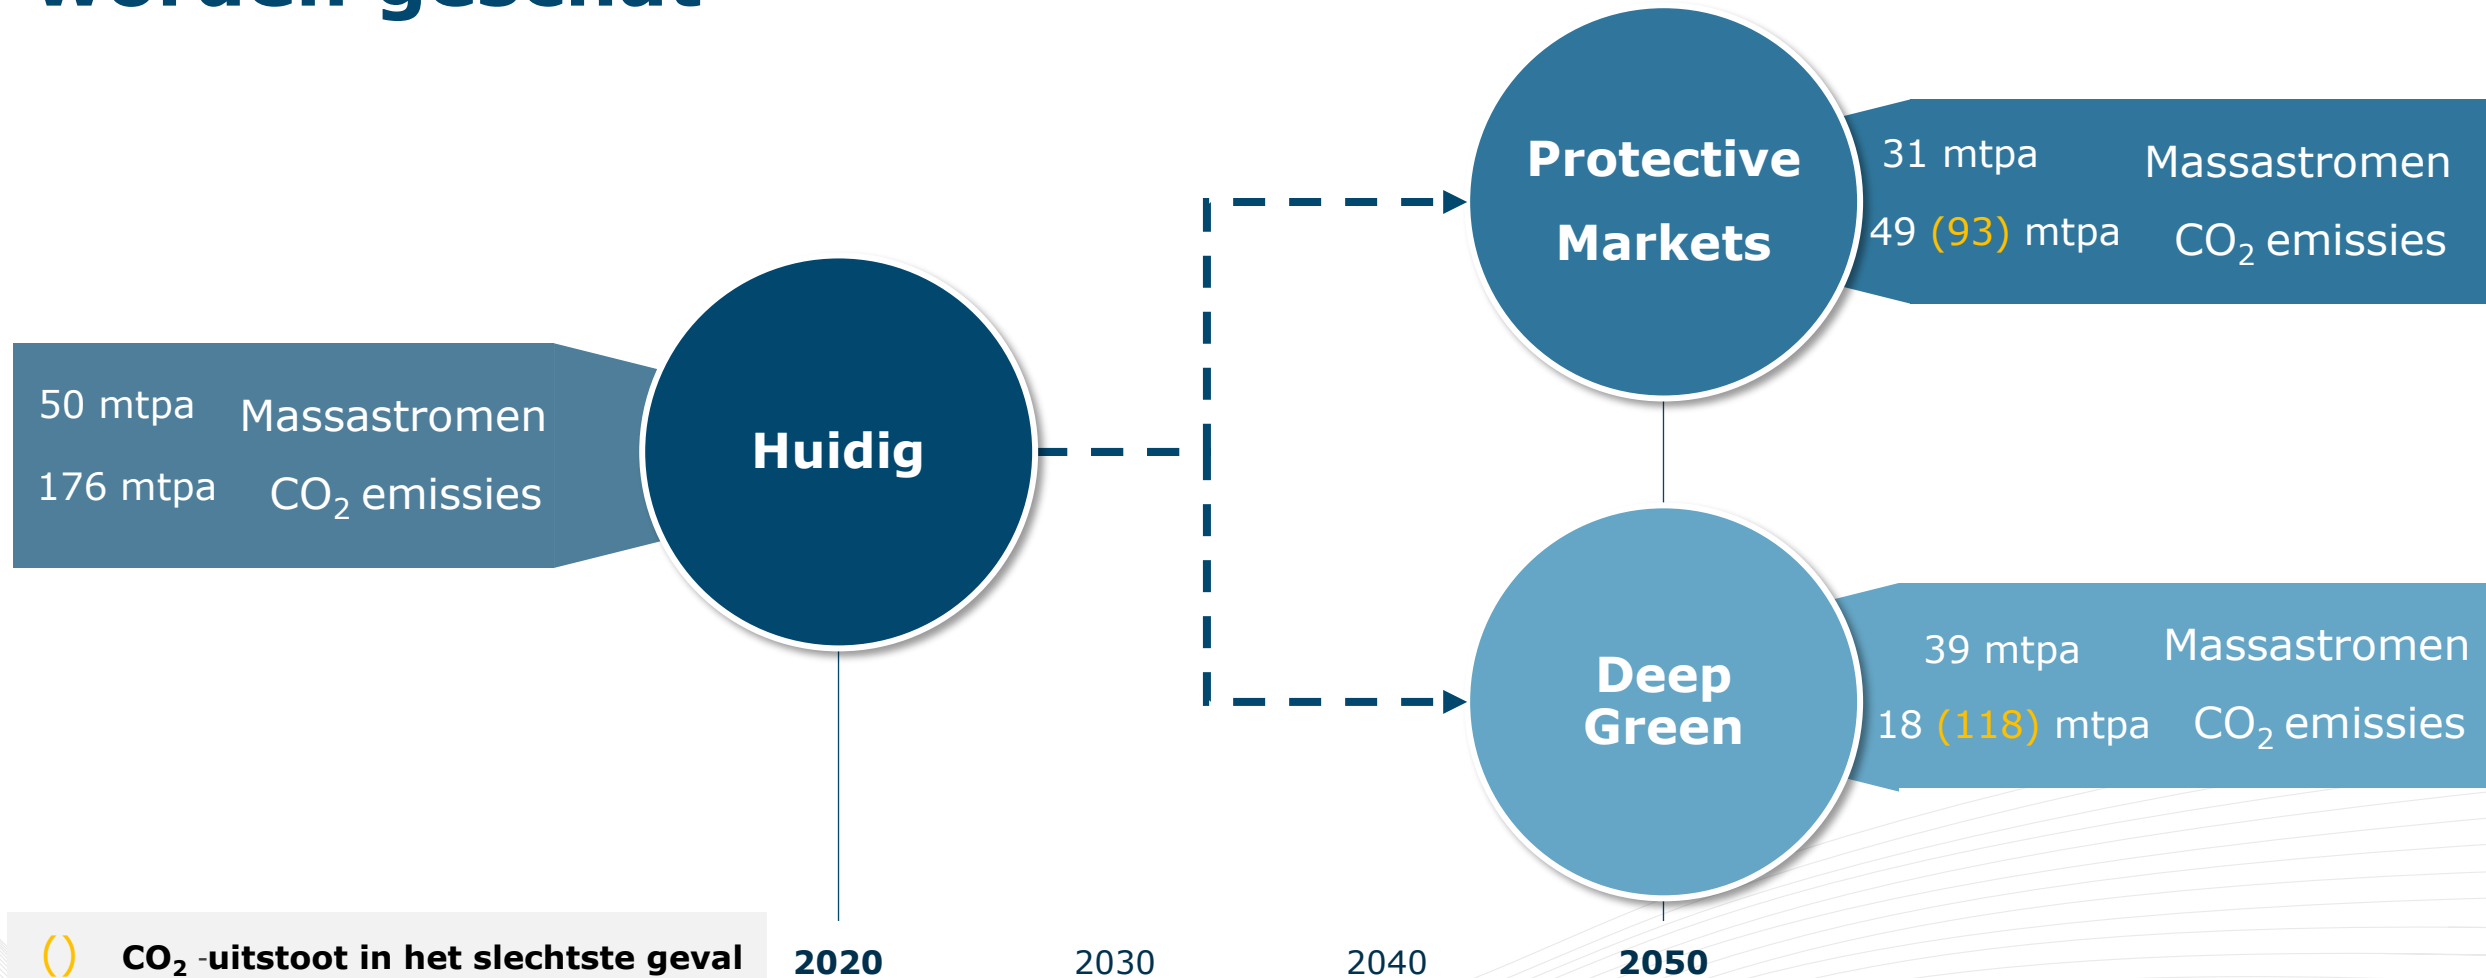 worden geschat
Protective
Markets
31 mtpa
Massastromen
49 (93) mtpa
CO₂ emissies
50 mtpa
Massastromen
176 mtpa
CO₂ emissies
Huidig
Deep
Green
39 mtpa
Massastromen
18 (118) mtpa
CO₂ emissies
() CO₂ -uitstoot in het slechtste geval
2020
2030
2040
2050